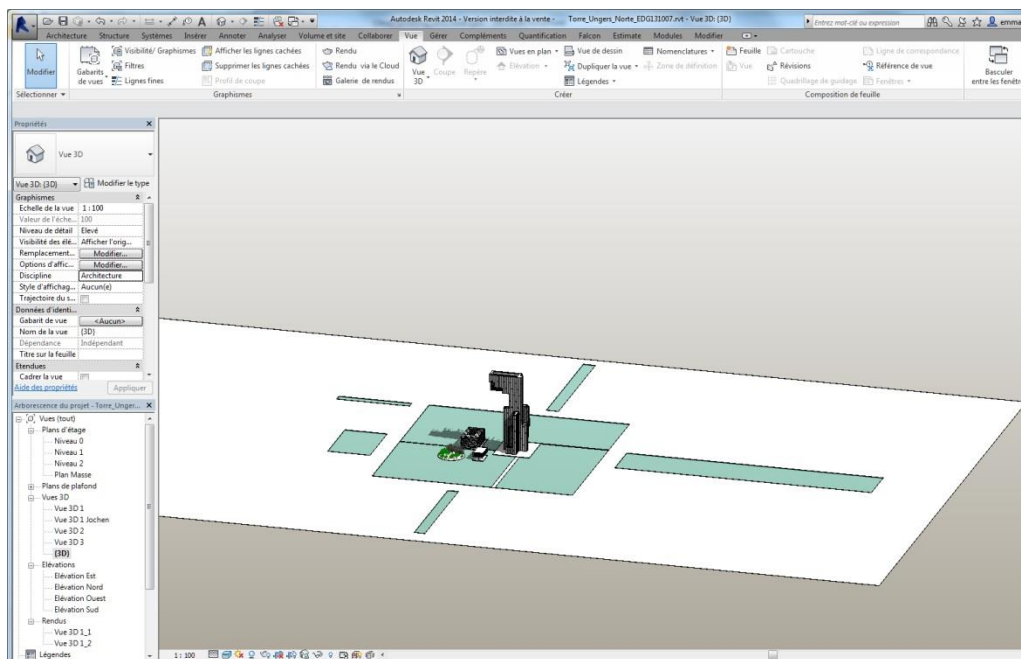 Autodesk Revit 2014 - Version interdite à la vente - Torre_Ungers_Norte_EDG131007.rvt - Vue 3D: {3D}
Entrez mot-clé ou expression
emma
Architecture Structure Systèmes Insérer Annoter Analyser Volume et site Collaborer Vue Gérer Compléments Quantification Falcon Estimate Modules Modifier
Modifier
Gabarits de vues
Visibilité/ Graphismes
Filtres
Lignes fines
Afficher les lignes cachées
Supprimer les lignes cachées
Profil de coupe
Rendu
Rendu via le Cloud
Galerie de rendus
Vue 3D
Coupe
Repère
Vues en plan
Elévation
Vue de dessin
Dupliquer la vue
Légendes
Nomenclatures
Zone de définition
Feuille
Vue
Cartouche
Révisions
Quadrillage de guidage
Ligne de correspondance
Référence de vue
Fenêtres
Basculer
entre les fenêtr
Sélectionner
Graphismes
Créer
Composition de feuille
Propriétés
Vue 3D
Vue 3D: {3D}
Modifier le type
Graphismes
Echelle de la vue 1 : 100
Valeur de l'éche... 100
Niveau de détail Elevé
Visibilité des élé... Afficher l'orig...
Remplacement... Modifier...
Options d'affic... Modifier...
Discipline Architecture
Style d'affichag... Aucun(e)
Trajectoire du s...
Données d'identi...
Gabarit de vue <Aucun>
Nom de la vue {3D}
Dépendance Indépendant
Titre sur la feuille
Etendues
Cadrer la vue
Aide des propriétés
Appliquer
Arborescence du projet - Torre_Unger...
Vues (tout)
Plans d'étage
Niveau 0
Niveau 1
Niveau 2
Plan Masse
Plans de plafond
Vues 3D
Vue 3D 1
Vue 3D 1 Jochen
Vue 3D 2
Vue 3D 3
{3D}
Elévations
Elévation Est
Elévation Nord
Elévation Ouest
Elévation Sud
Rendus
Vue 3D 1_1
Vue 3D 1_2
Légendes
1 : 100